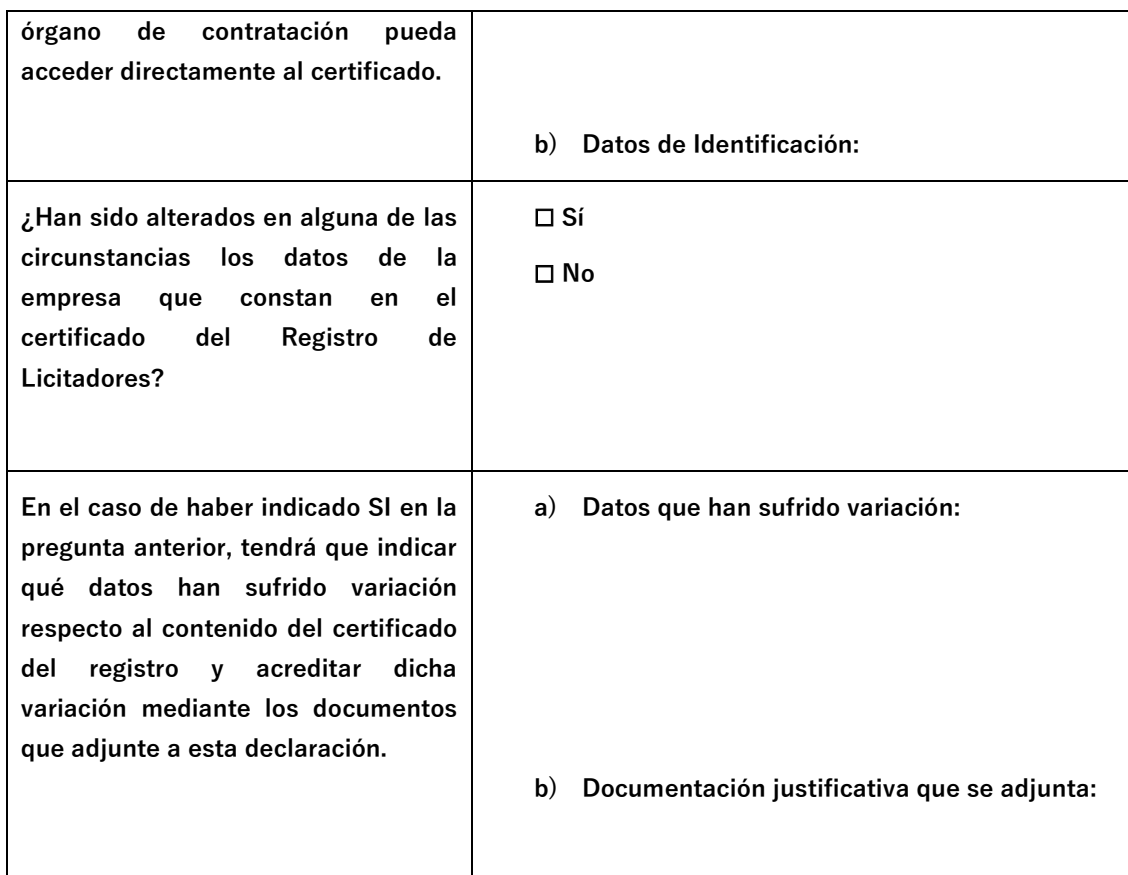 órgano de contratación pueda
acceder directamente al certificado.
b) Datos de Identificación:
¿Han sido alterados en alguna de las
circunstancias los datos de la
empresa que constan en el
certificado del Registro de
Licitadores?
☐ Sí
☐ No
En el caso de haber indicado SI en la
pregunta anterior, tendrá que indicar
qué datos han sufrido variación
respecto al contenido del certificado
del registro y acreditar dicha
variación mediante los documentos
que adjunte a esta declaración.
a) Datos que han sufrido variación:
b) Documentación justificativa que se adjunta: